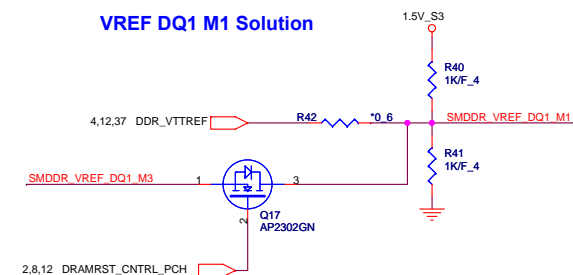 VREF DQ1 M1 Solution
1.5V_S3
R40
1K/F_4
4,12,37 DDR_VTTREF
R42
*0_6
SMDDR_VREF_DQ1_M1
R41
1K/F_4
SMDDR_VREF_DQ1_M3
1
3
2
Q17
AP2302GN
2,8,12 DRAMRST_CNTRL_PCH